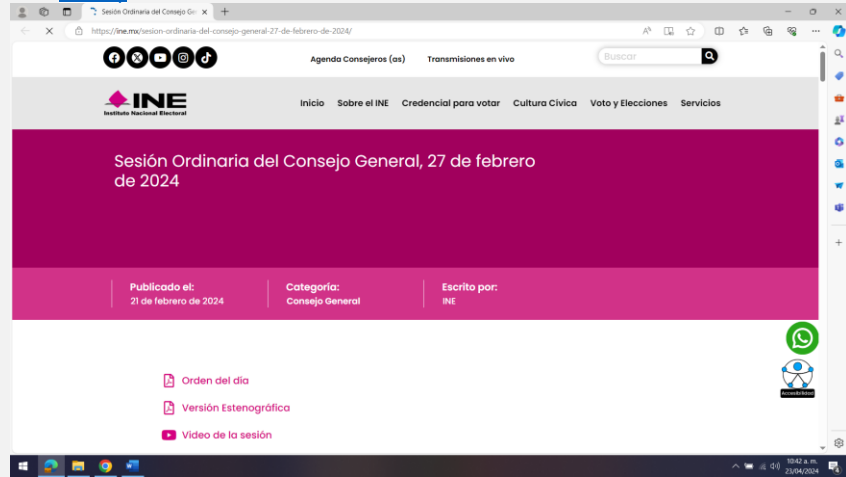 Sesión Ordinaria del Consejo Ge
https://ine.mx/sesion-ordinaria-del-consejo-general-27-de-febrero-de-2024/
Agenda Consejeros (as) Transmisiones en vivo Buscar
INE
Instituto Nacional Electoral
Inicio Sobre el INE Credencial para votar Cultura Cívica Voto y Elecciones Servicios
Sesión Ordinaria del Consejo General, 27 de febrero
de 2024
Publicado el: Categoría: Escrito por:
21 de febrero de 2024 Consejo General INE
Accesibilidad
Orden del día
Versión Estenográfica
Video de la sesión
10:42 a. m.
23/04/2024